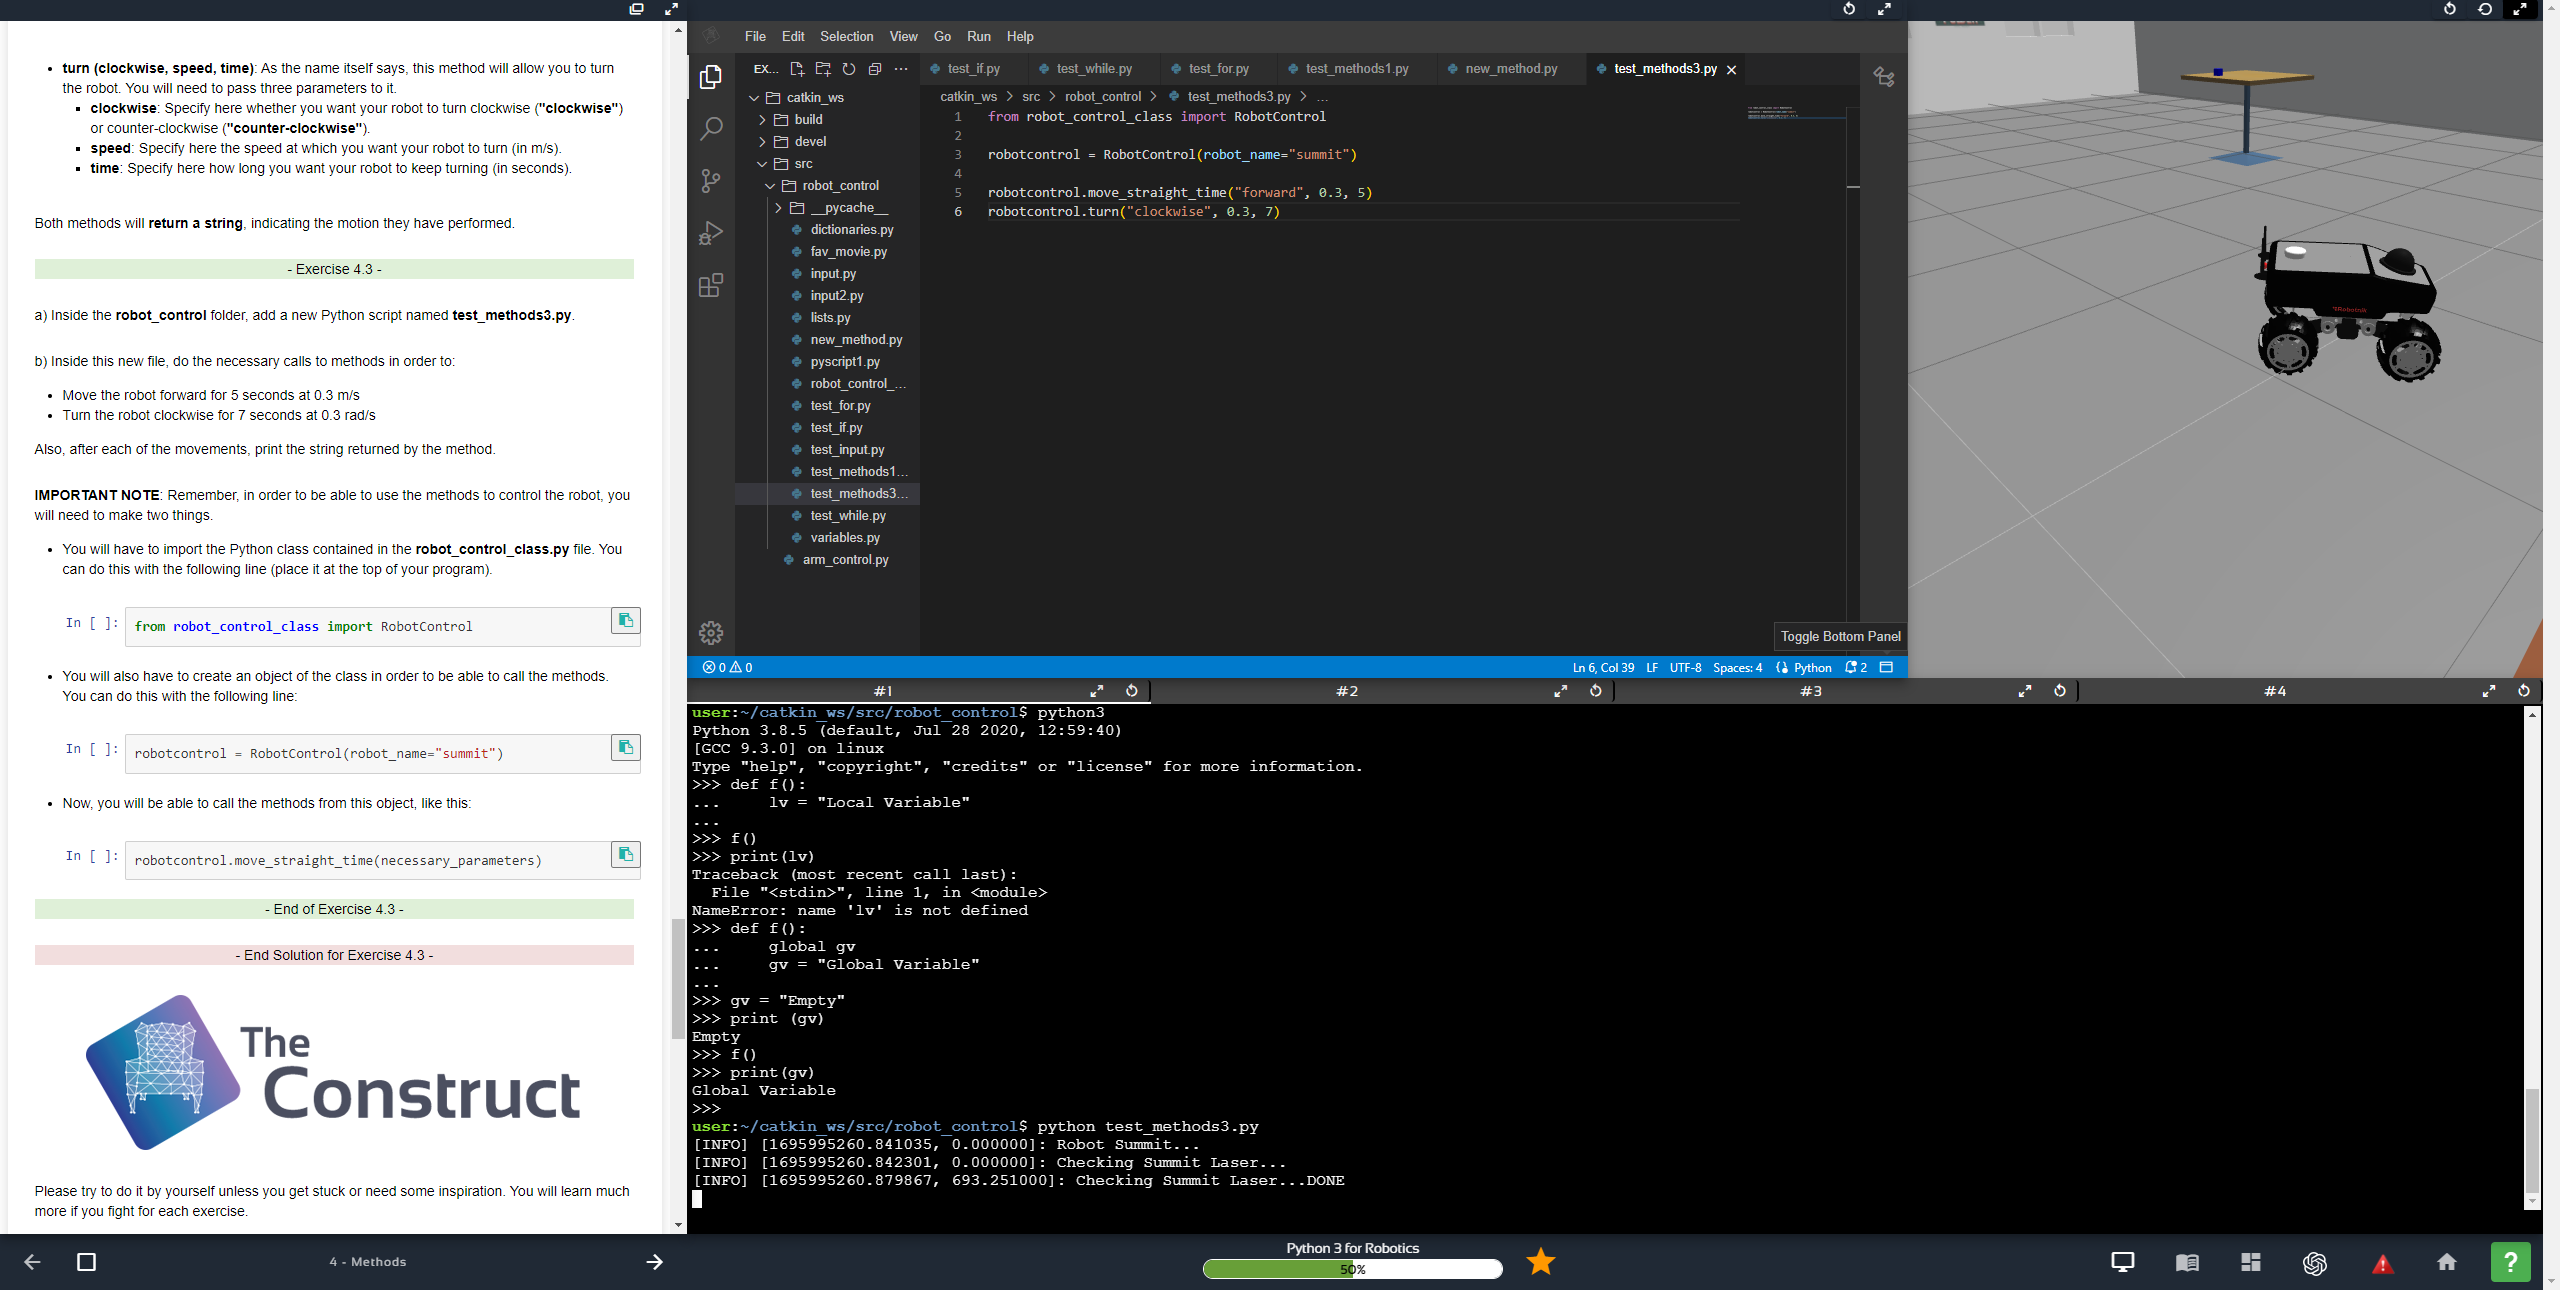 turn (clockwise, speed, time): As the name itself says, this method will allow you to turn
the robot. You will need to pass three parameters to it.
clockwise: Specify here whether you want your robot to turn clockwise ("clockwise")
or counter-clockwise ("counter-clockwise").
speed: Specify here the speed at which you want your robot to turn (in m/s).
time: Specify here how long you want your robot to keep turning (in seconds).
Both methods will return a string, indicating the motion they have performed.
- Exercise 4.3 -
a) Inside the robot_control folder, add a new Python script named test_methods3.py.
b) Inside this new file, do the necessary calls to methods in order to:
Move the robot forward for 5 seconds at 0.3 m/s
Turn the robot clockwise for 7 seconds at 0.3 rad/s
Also, after each of the movements, print the string returned by the method.
IMPORTANT NOTE: Remember, in order to be able to use the methods to control the robot, you
will need to make two things.
You will have to import the Python class contained in the robot_control_class.py file. You
can do this with the following line (place it at the top of your program).
In [ ]: from robot_control_class import RobotControl
You will also have to create an object of the class in order to be able to call the methods.
You can do this with the following line:
In [ ]: robotcontrol = RobotControl(robot_name="summit")
Now, you will be able to call the methods from this object, like this:
In [ ]: robotcontrol.move_straight_time(necessary_parameters)
- End of Exercise 4.3 -
- End Solution for Exercise 4.3 -
The
Construct
Please try to do it by yourself unless you get stuck or need some inspiration. You will learn much
more if you fight for each exercise.
File Edit Selection View Go Run Help
EX...
catkin_ws
build
devel
src
robot_control
__pycache__
dictionaries.py
fav_movie.py
input.py
input2.py
lists.py
new_method.py
pyscript1.py
robot_control_...
test_for.py
test_if.py
test_input.py
test_methods1...
test_methods3...
test_while.py
variables.py
arm_control.py
test_if.py test_while.py test_for.py test_methods1.py new_method.py test_methods3.py
catkin_ws > src > robot_control > test_methods3.py > ...
1 from robot_control_class import RobotControl
2
3 robotcontrol = RobotControl(robot_name="summit")
4
5 robotcontrol.move_straight_time("forward", 0.3, 5)
6 robotcontrol.turn("clockwise", 0.3, 7)
Toggle Bottom Panel
0 0 Ln 6, Col 39 LF UTF-8 Spaces: 4 Python 2
Robotnik
#1 #2 #3 #4
user:~/catkin_ws/src/robot_control$ python3
Python 3.8.5 (default, Jul 28 2020, 12:59:40)
[GCC 9.3.0] on linux
Type "help", "copyright", "credits" or "license" for more information.
>>> def f():
...     lv = "Local Variable"
...
>>> f()
>>> print(lv)
Traceback (most recent call last):
  File "<stdin>", line 1, in <module>
NameError: name 'lv' is not defined
>>> def f():
...     global gv
...     gv = "Global Variable"
...
>>> gv = "Empty"
>>> print (gv)
Empty
>>> f()
>>> print(gv)
Global Variable
>>>
user:~/catkin_ws/src/robot_control$ python test_methods3.py
[INFO] [1695995260.841035, 0.000000]: Robot Summit...
[INFO] [1695995260.842301, 0.000000]: Checking Summit Laser...
[INFO] [1695995260.879867, 693.251000]: Checking Summit Laser...DONE
4 - Methods
Python 3 for Robotics
50%
?